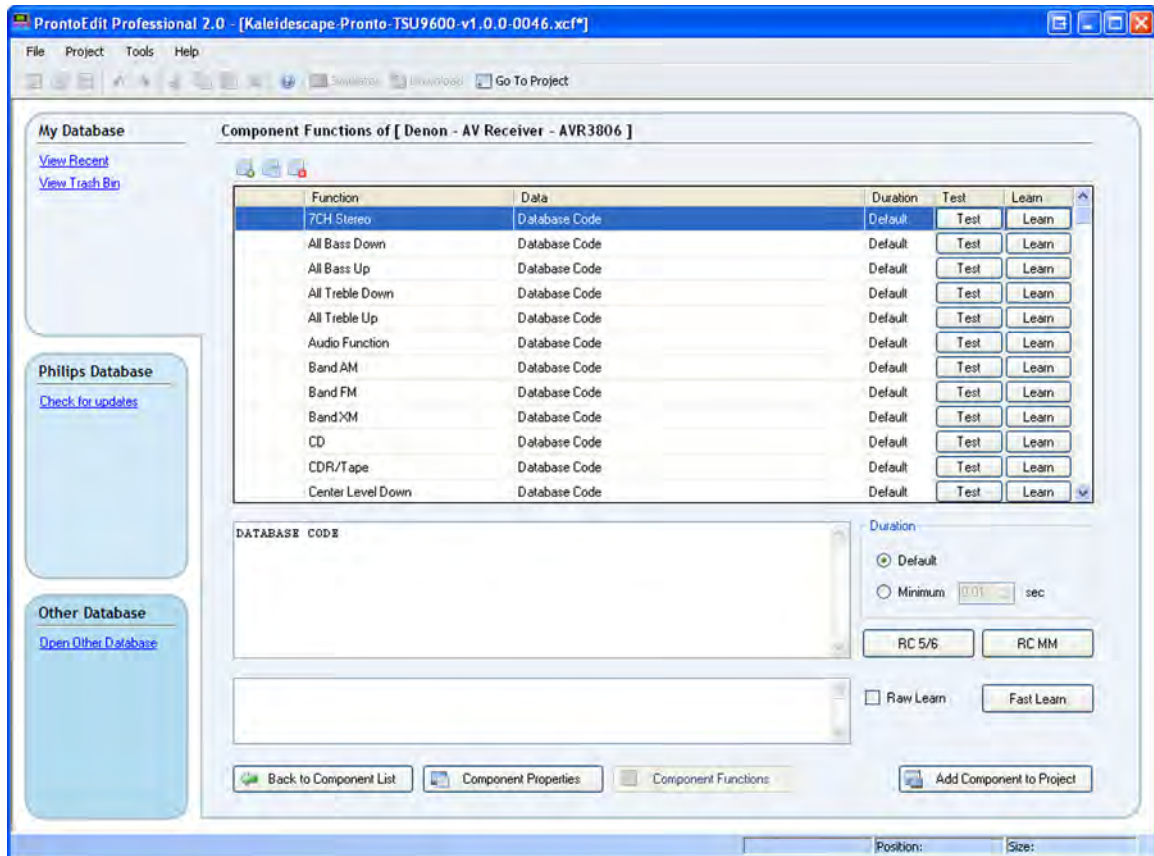 ProntoEdit Professional 2.0 - [Kaleidescape-Pronto-TSU9600-v1.0.0-0046.xcf*]
File Project Tools Help
Simulator Download Go To Project
My Database
View Recent
View Trash Bin
Philips Database
Check for updates
Other Database
Open Other Database
Component Functions of [ Denon - AV Receiver - AVR3806 ]
Function Data Duration Test Learn
7CH Stereo Database Code Default Test Learn
All Bass Down Database Code Default Test Learn
All Bass Up Database Code Default Test Learn
All Treble Down Database Code Default Test Learn
All Treble Up Database Code Default Test Learn
Audio Function Database Code Default Test Learn
Band AM Database Code Default Test Learn
Band FM Database Code Default Test Learn
Band XM Database Code Default Test Learn
CD Database Code Default Test Learn
CDR/Tape Database Code Default Test Learn
Center Level Down Database Code Default Test Learn
DATABASE CODE
Duration
Default
Minimum 0.01 sec
RC 5/6 RC MM
Raw Learn Fast Learn
Back to Component List Component Properties Component Functions Add Component to Project
Position: Size: